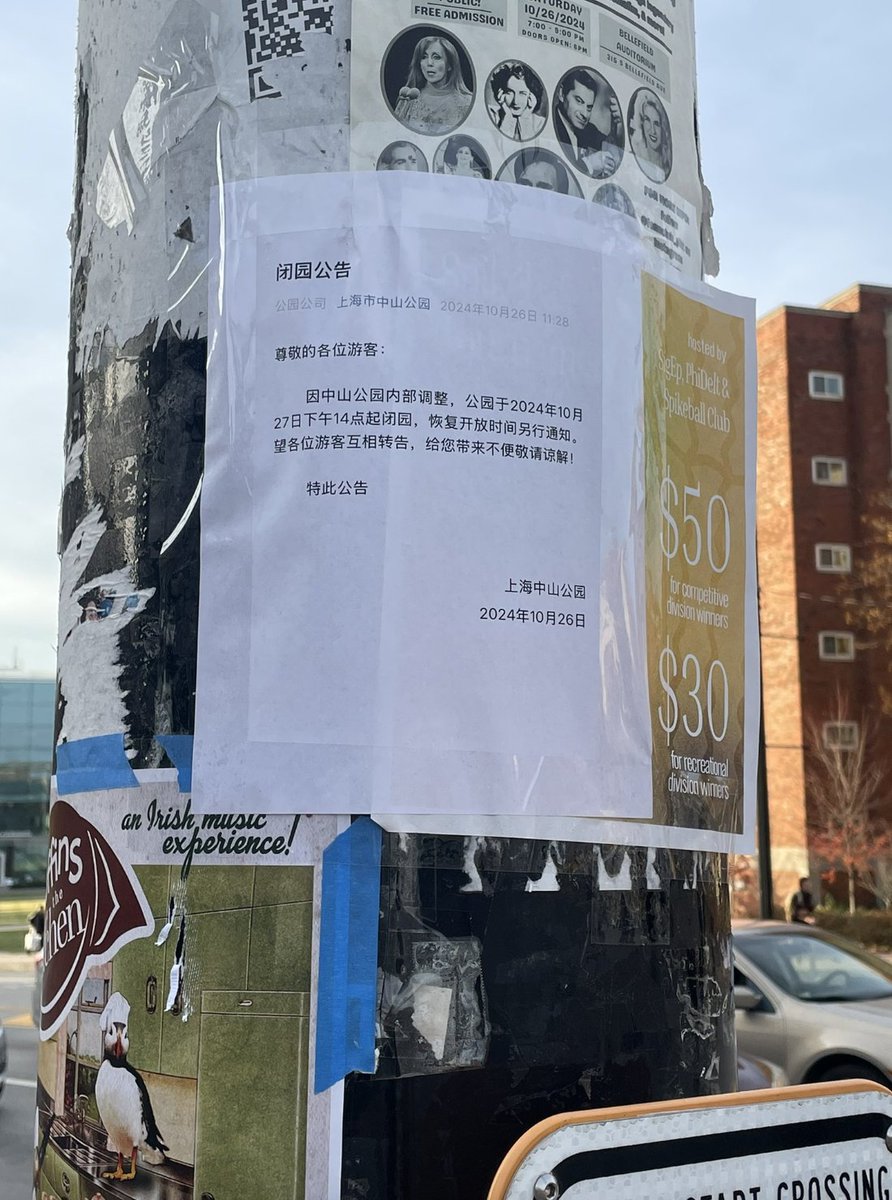 FREE ADMISSION
SATURDAY
10/26/2024
7:00 - 9:00 PM
DOORS OPEN: 6PM
BELLEFIELD
AUDITORIUM
315 S BELLEFIELD AVE
闭园公告
公园公司 上海市中山公园 2024年10月26日 11:28
尊敬的各位游客：
因中山公园内部调整，公园于2024年10月
27日下午14点起闭园，恢复开放时间另行通知。
望各位游客互相转告，给您带来不便敬请谅解！
特此公告
上海中山公园
2024年10月26日
hosted by
SigEp, PhiDelt &
Spikeball Club
$50
for competitive
division winners
$30
for recreational
division winners
an Irish music
experience!
the
START CROSSING